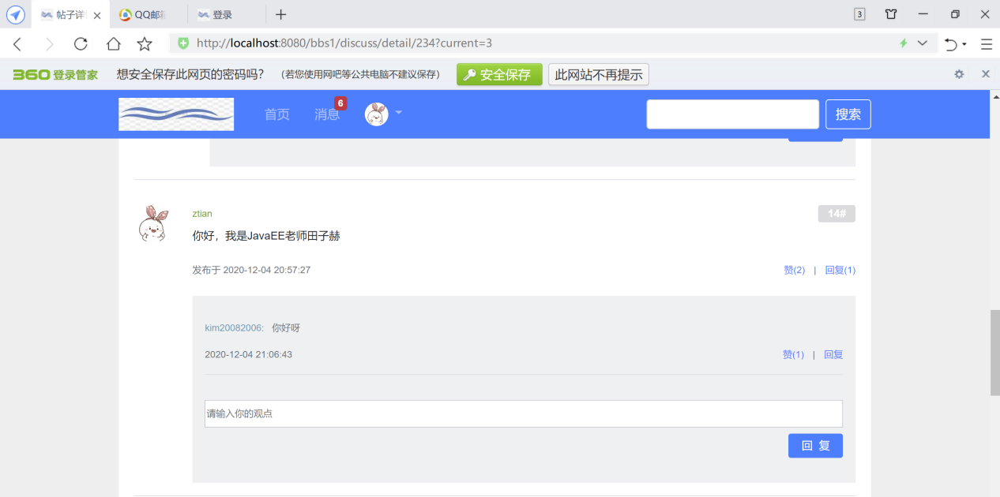 帖子详
QQ邮箱
登录
3
http://localhost:8080/bbs1/discuss/detail/234?current=3
360登录管家
想安全保存此网页的密码吗？
（若您使用网吧等公共电脑不建议保存）
安全保存
此网站不再提示
首页
消息
6
搜索
ztian
14#
你好，我是JavaEE老师田子赫
发布于 2020-12-04 20:57:27
赞(2) | 回复(1)
kim20082006: 你好呀
2020-12-04 21:06:43
赞(1) | 回复
请输入你的观点
回 复